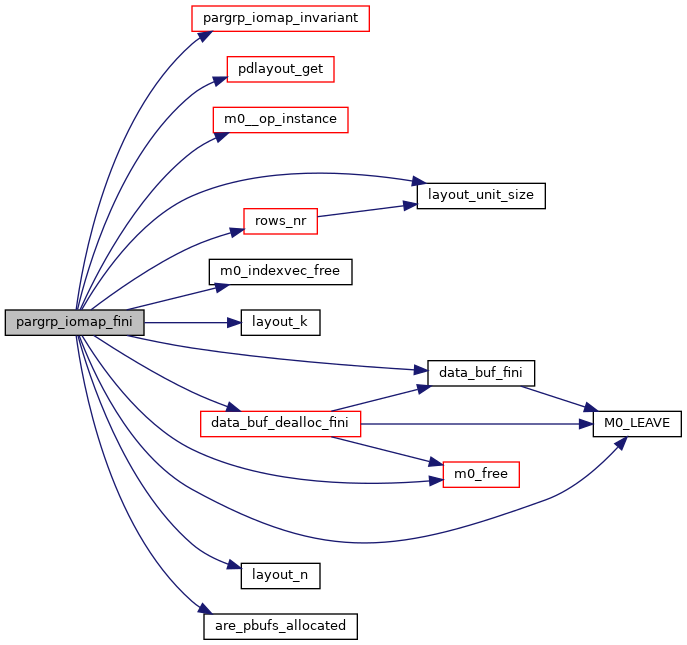 pargrp_iomap_invariant
pdlayout_get
m0__op_instance
layout_unit_size
rows_nr
m0_indexvec_free
pargrp_iomap_fini
layout_k
data_buf_fini
data_buf_dealloc_fini
M0_LEAVE
m0_free
layout_n
are_pbufs_allocated